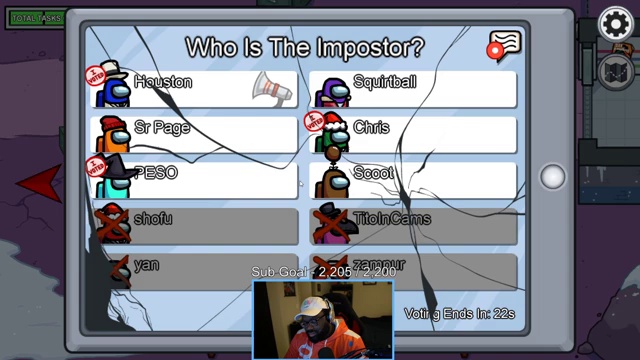 TOTAL TASKS
Who Is The Impostor?
I VOTED
Houston
Squirtball
Sr Page
I VOTED
Chris
I VOTED
PESO
Scoot
shofu
TitoInCams
yan
zampur
Sub-Goal - 2,205 / 2,200
Voting Ends In: 22s